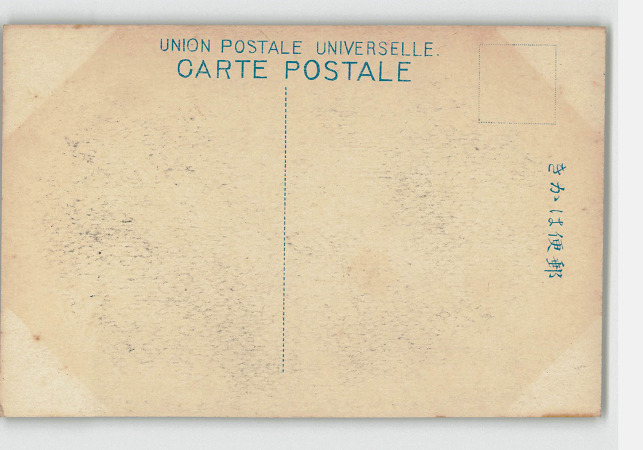 UNION POSTALE UNIVERSELLE.
CARTE POSTALE
きかは便郵